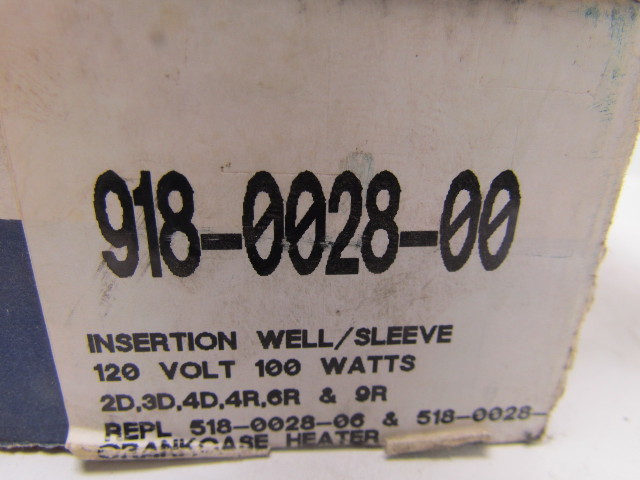 918-0028-00
INSERTION WELL/SLEEVE
120 VOLT 100 WATTS
2D,3D,4D,4R,6R & 9R
REPL 518-0028-06 & 518-0028-
CRANKCASE HEATER